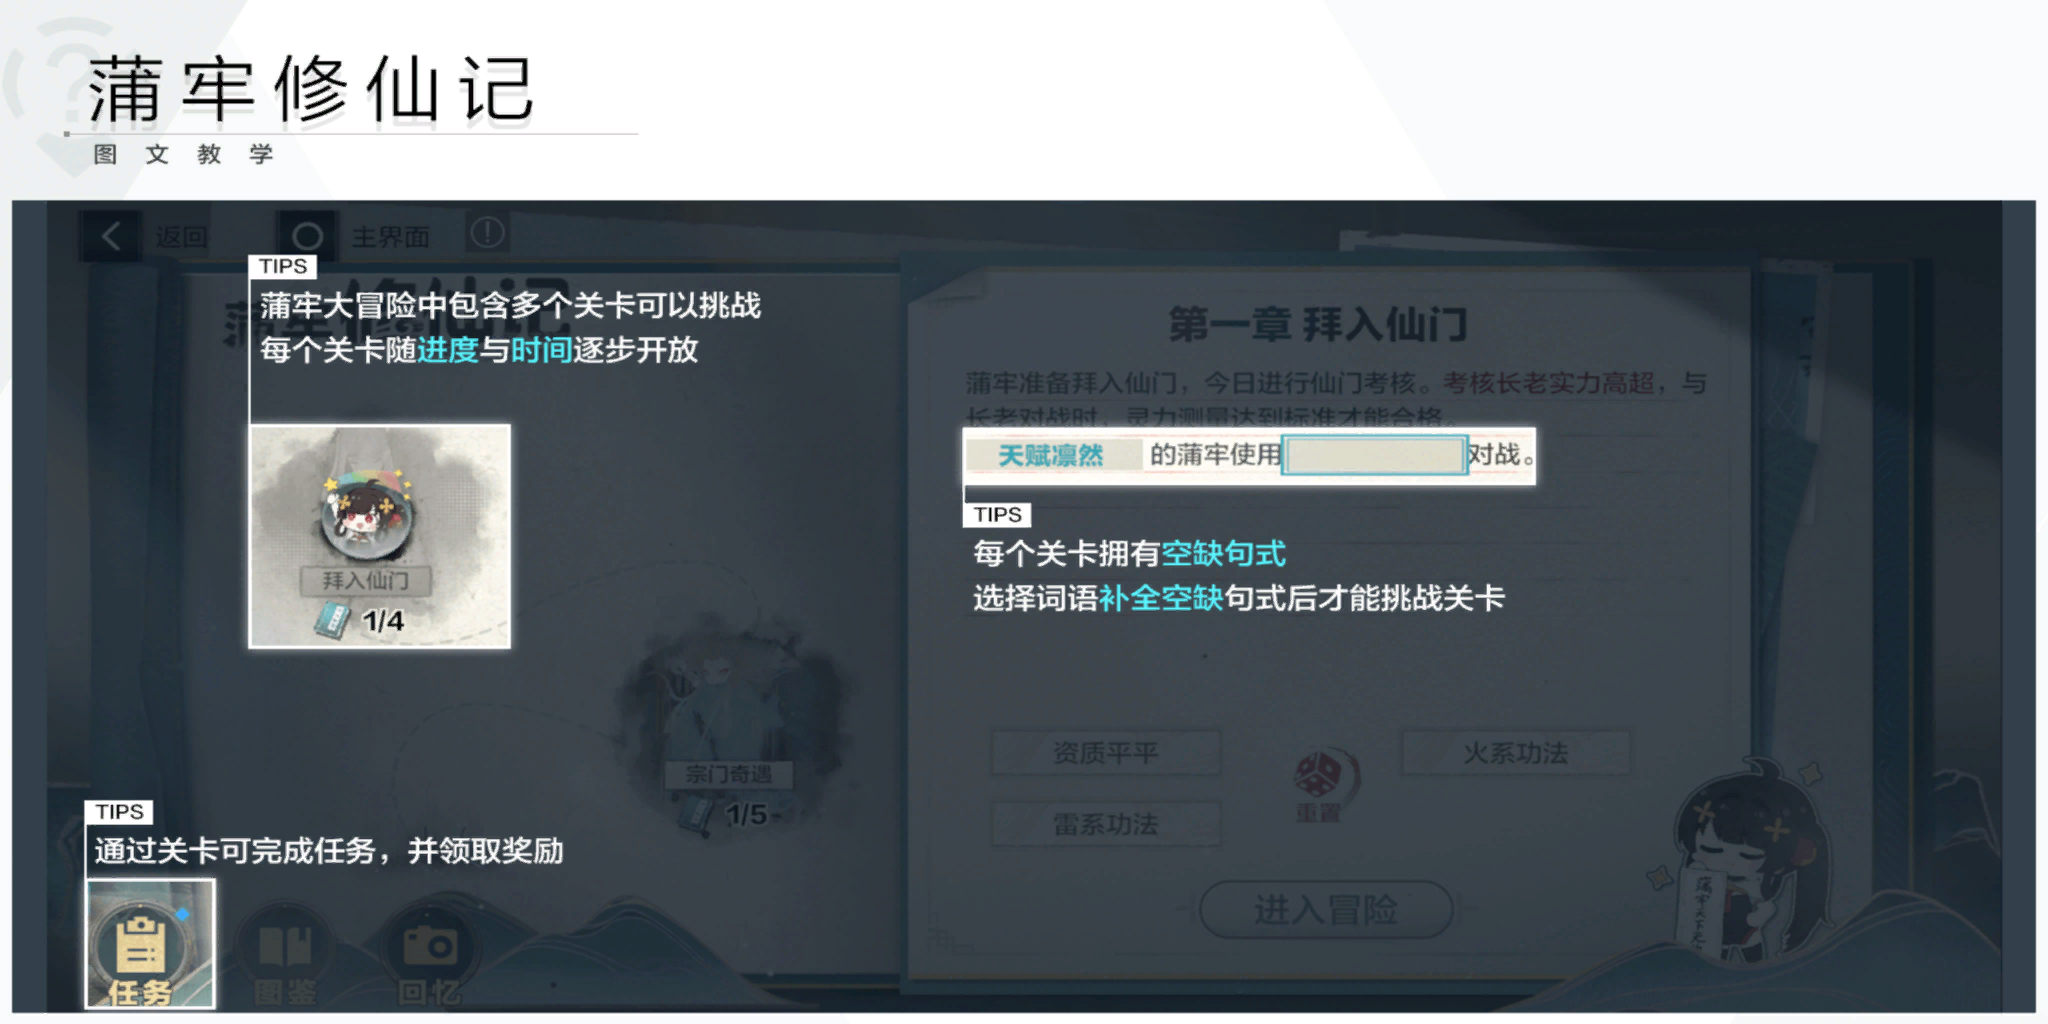 蒲牢修仙记
图文教学
返回
主界面
TIPS
蒲牢大冒险中包含多个关卡可以挑战
每个关卡随进度与时间逐步开放
蒲牢修仙记
拜入仙门
1/4
宗门奇遇
1/5
TIPS
通过关卡可完成任务，并领取奖励
任务
图鉴
回忆
第一章 拜入仙门
蒲牢准备拜入仙门，今日进行仙门考核。考核长老实力高超，与
长老对战时，灵力测量达到标准才能合格。
天赋凛然 的蒲牢使用 对战。
TIPS
每个关卡拥有空缺句式
选择词语补全空缺句式后才能挑战关卡
资质平平
火系功法
重置
雷系功法
进入冒险